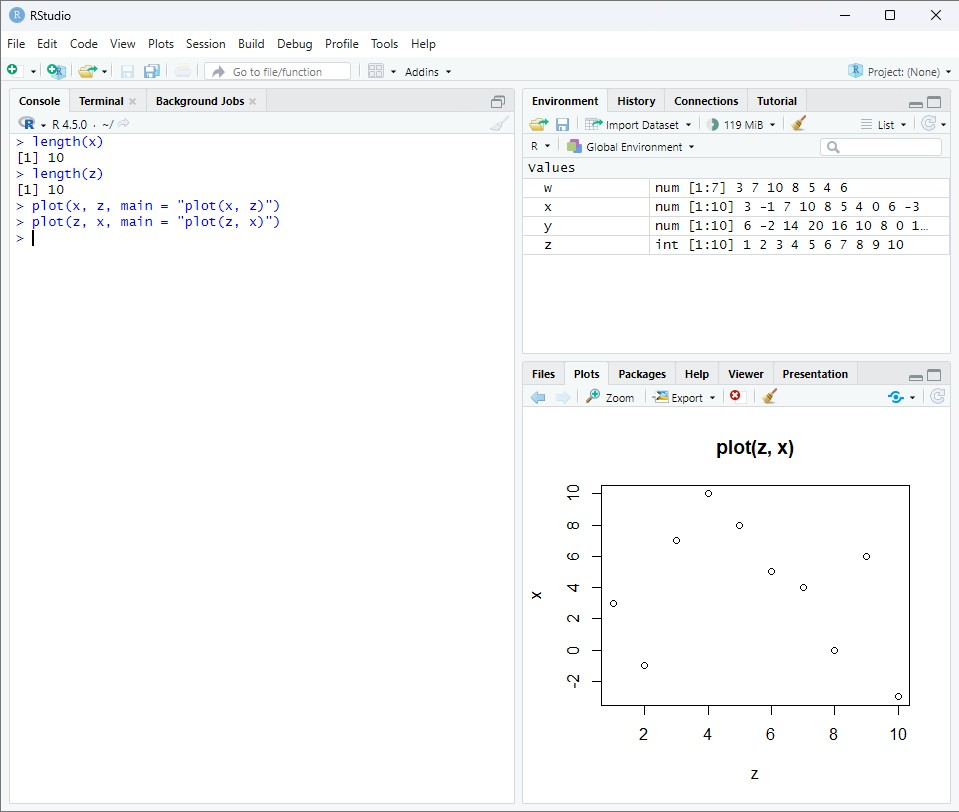 RStudio
File Edit Code View Plots Session Build Debug Profile Tools Help
Go to file/function Addins Project: (None)
Console Terminal Background Jobs
R 4.5.0 · ~/
> length(x)
[1] 10
> length(z)
[1] 10
> plot(x, z, main = "plot(x, z)")
> plot(z, x, main = "plot(z, x)")
>
Environment History Connections Tutorial
Import Dataset 119 MiB List
R Global Environment
Values
w num [1:7] 3 7 10 8 5 4 6
x num [1:10] 3 -1 7 10 8 5 4 0 6 -3
y num [1:10] 6 -2 14 20 16 10 8 0 1…
z int [1:10] 1 2 3 4 5 6 7 8 9 10
Files Plots Packages Help Viewer Presentation
Zoom Export
plot(z, x)
10
8
6
4
2
0
-2
x
2 4 6 8 10
z